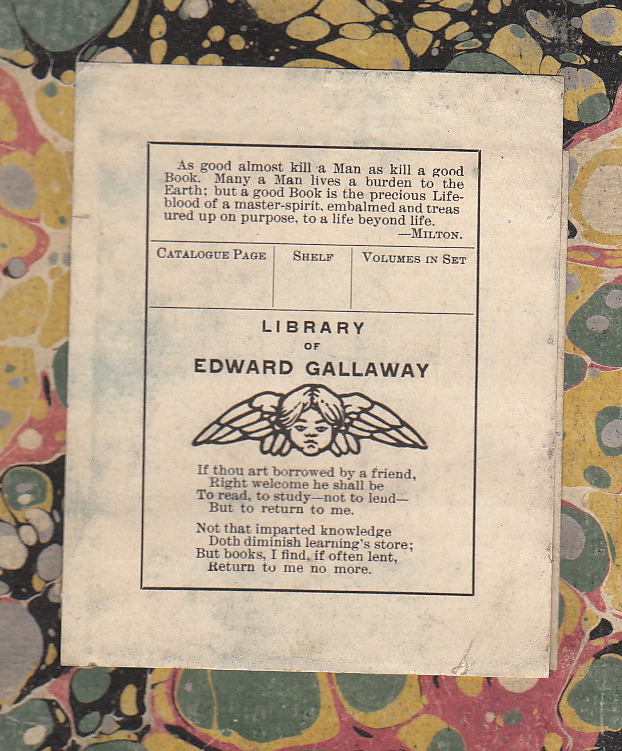 As good almost kill a Man as kill a good
Book. Many a Man lives a burden to the
Earth; but a good Book is the precious Life-
blood of a master-spirit, embalmed and treas
ured up on purpose, to a life beyond life.
—MILTON.
CATALOGUE PAGE SHELF VOLUMES IN SET
LIBRARY
OF
EDWARD GALLAWAY
If thou art borrowed by a friend,
Right welcome he shall be
To read, to study—not to lend—
But to return to me.
Not that imparted knowledge
Doth diminish learning's store;
But books, I find, if often lent,
Return to me no more.